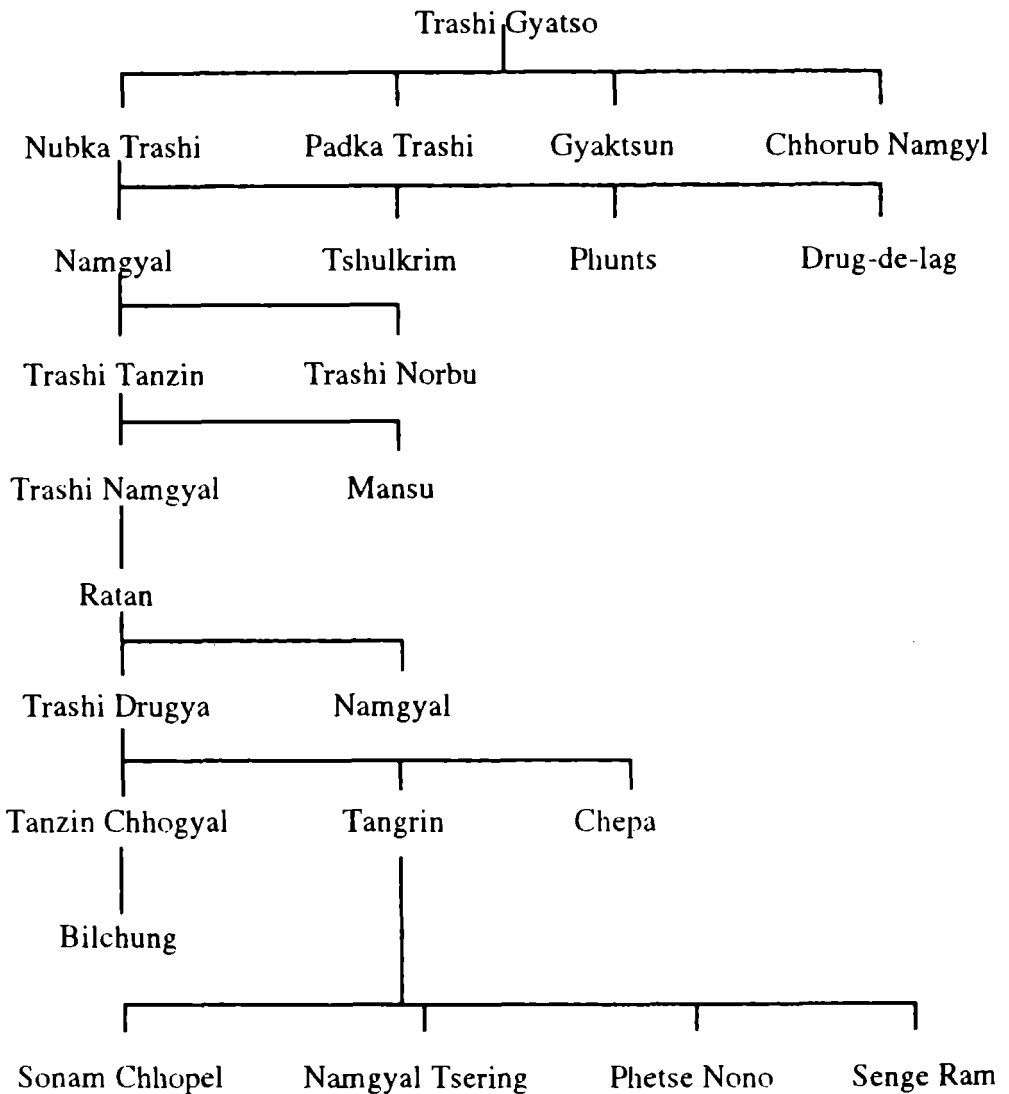 Trashi Gyatso
Nubka Trashi Padka Trashi Gyaktsun Chhorub Namgyl
Namgyal Tshulkrim Phunts Drug-de-lag
Trashi Tanzin Trashi Norbu
Trashi Namgyal Mansu
Ratan
Trashi Drugya Namgyal
Tanzin Chhogyal Tangrin Chepa
Bilchung
Sonam Chhopel Namgyal Tsering Phetse Nono Senge Ram